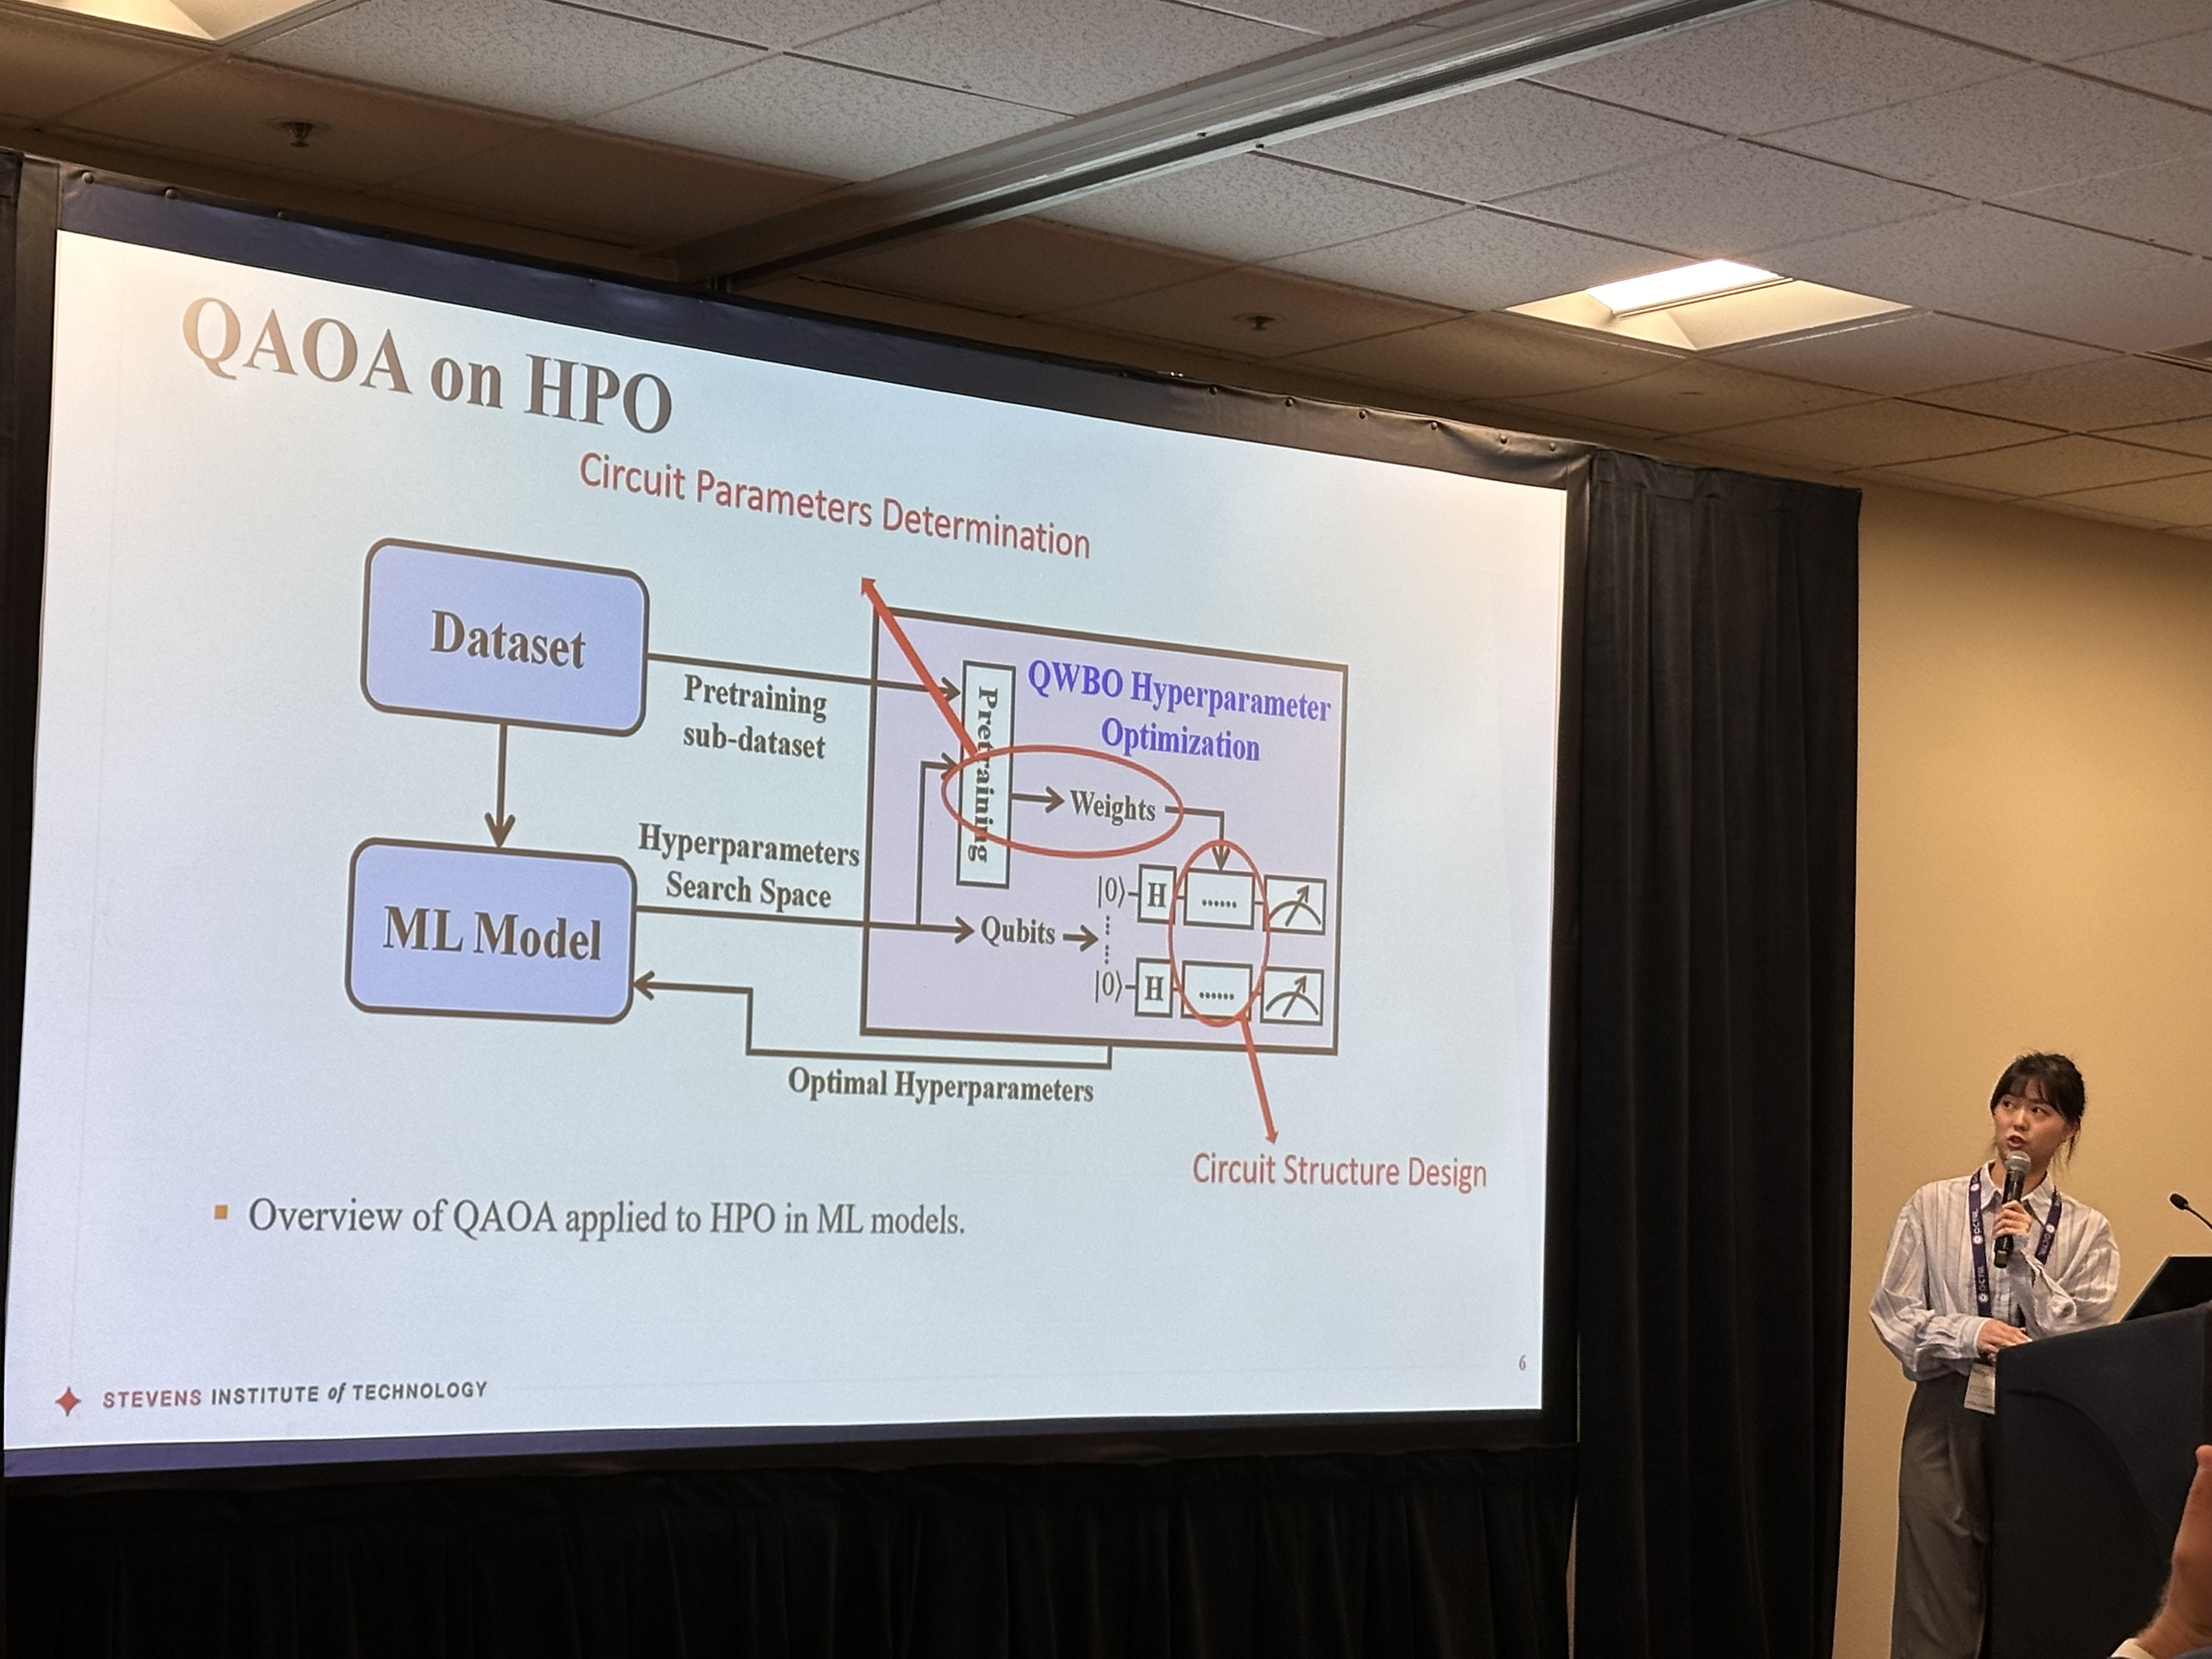 QAOA on HPO
Circuit Parameters Determination
Dataset
Pretraining
sub-dataset
Pretraining
QWBO Hyperparameter
Optimization
Weights
Hyperparameters
Search Space
ML Model
Qubits
|0⟩ H ......
|0⟩ H ......
Optimal Hyperparameters
Circuit Structure Design
Overview of QAOA applied to HPO in ML models.
6
STEVENS INSTITUTE of TECHNOLOGY